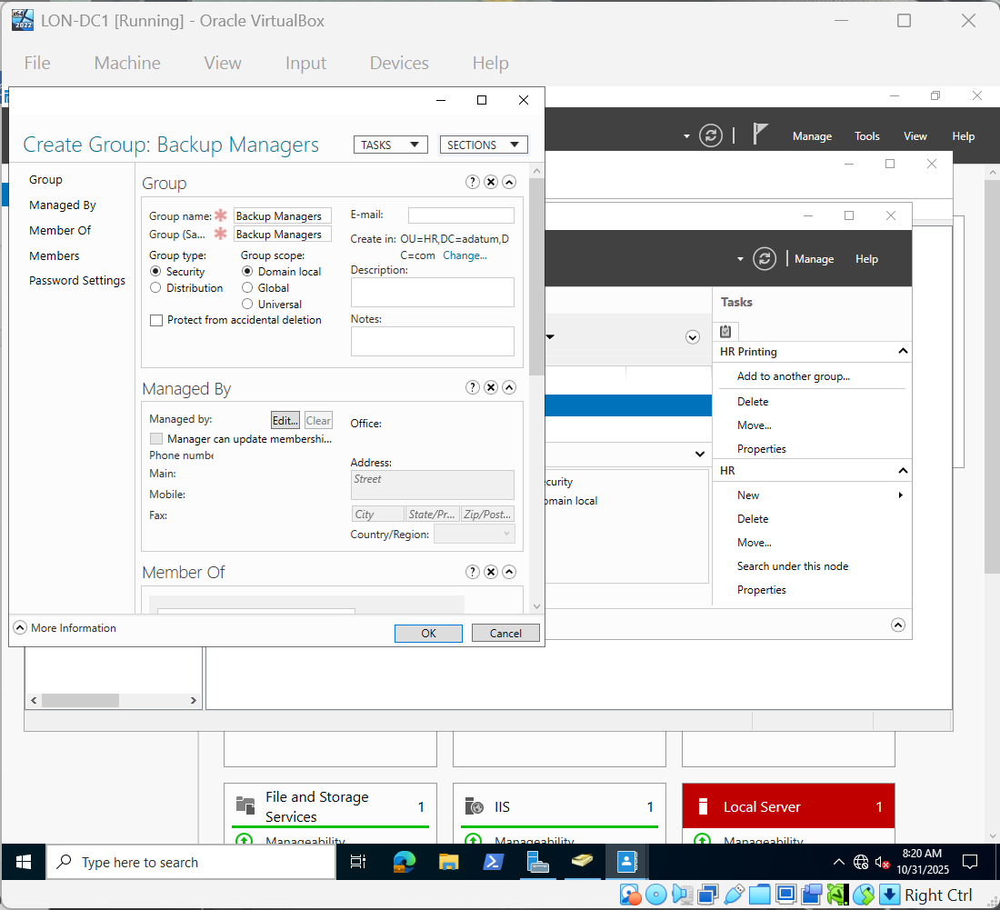 LON-DC1 [Running] - Oracle VirtualBox
File Machine View Input Devices Help
Manage Tools View Help
Create Group: Backup Managers
TASKS
SECTIONS
Group
Managed By
Member Of
Members
Password Settings
Group
Group name: Backup Managers
Group (Sa... Backup Managers
Group type:
Security
Distribution
Group scope:
Domain local
Global
Universal
Protect from accidental deletion
E-mail:
Create in: OU=HR,DC=adatum,D
C=com Change...
Description:
Notes:
Managed By
Managed by: Edit... Clear
Manager can update membershi...
Phone numbe
Main:
Mobile:
Fax:
Office:
Address:
Street
City State/Pr... Zip/Post...
Country/Region:
Member Of
More Information
OK Cancel
Manage Help
Tasks
HR Printing
Add to another group...
Delete
Move...
Properties
HR
New
Delete
Move...
Search under this node
Properties
curity
omain local
File and Storage
Services 1
Manageability
IIS 1
Manageability
Local Server 1
Manageability
Type here to search
8:20 AM
10/31/2025
Right Ctrl